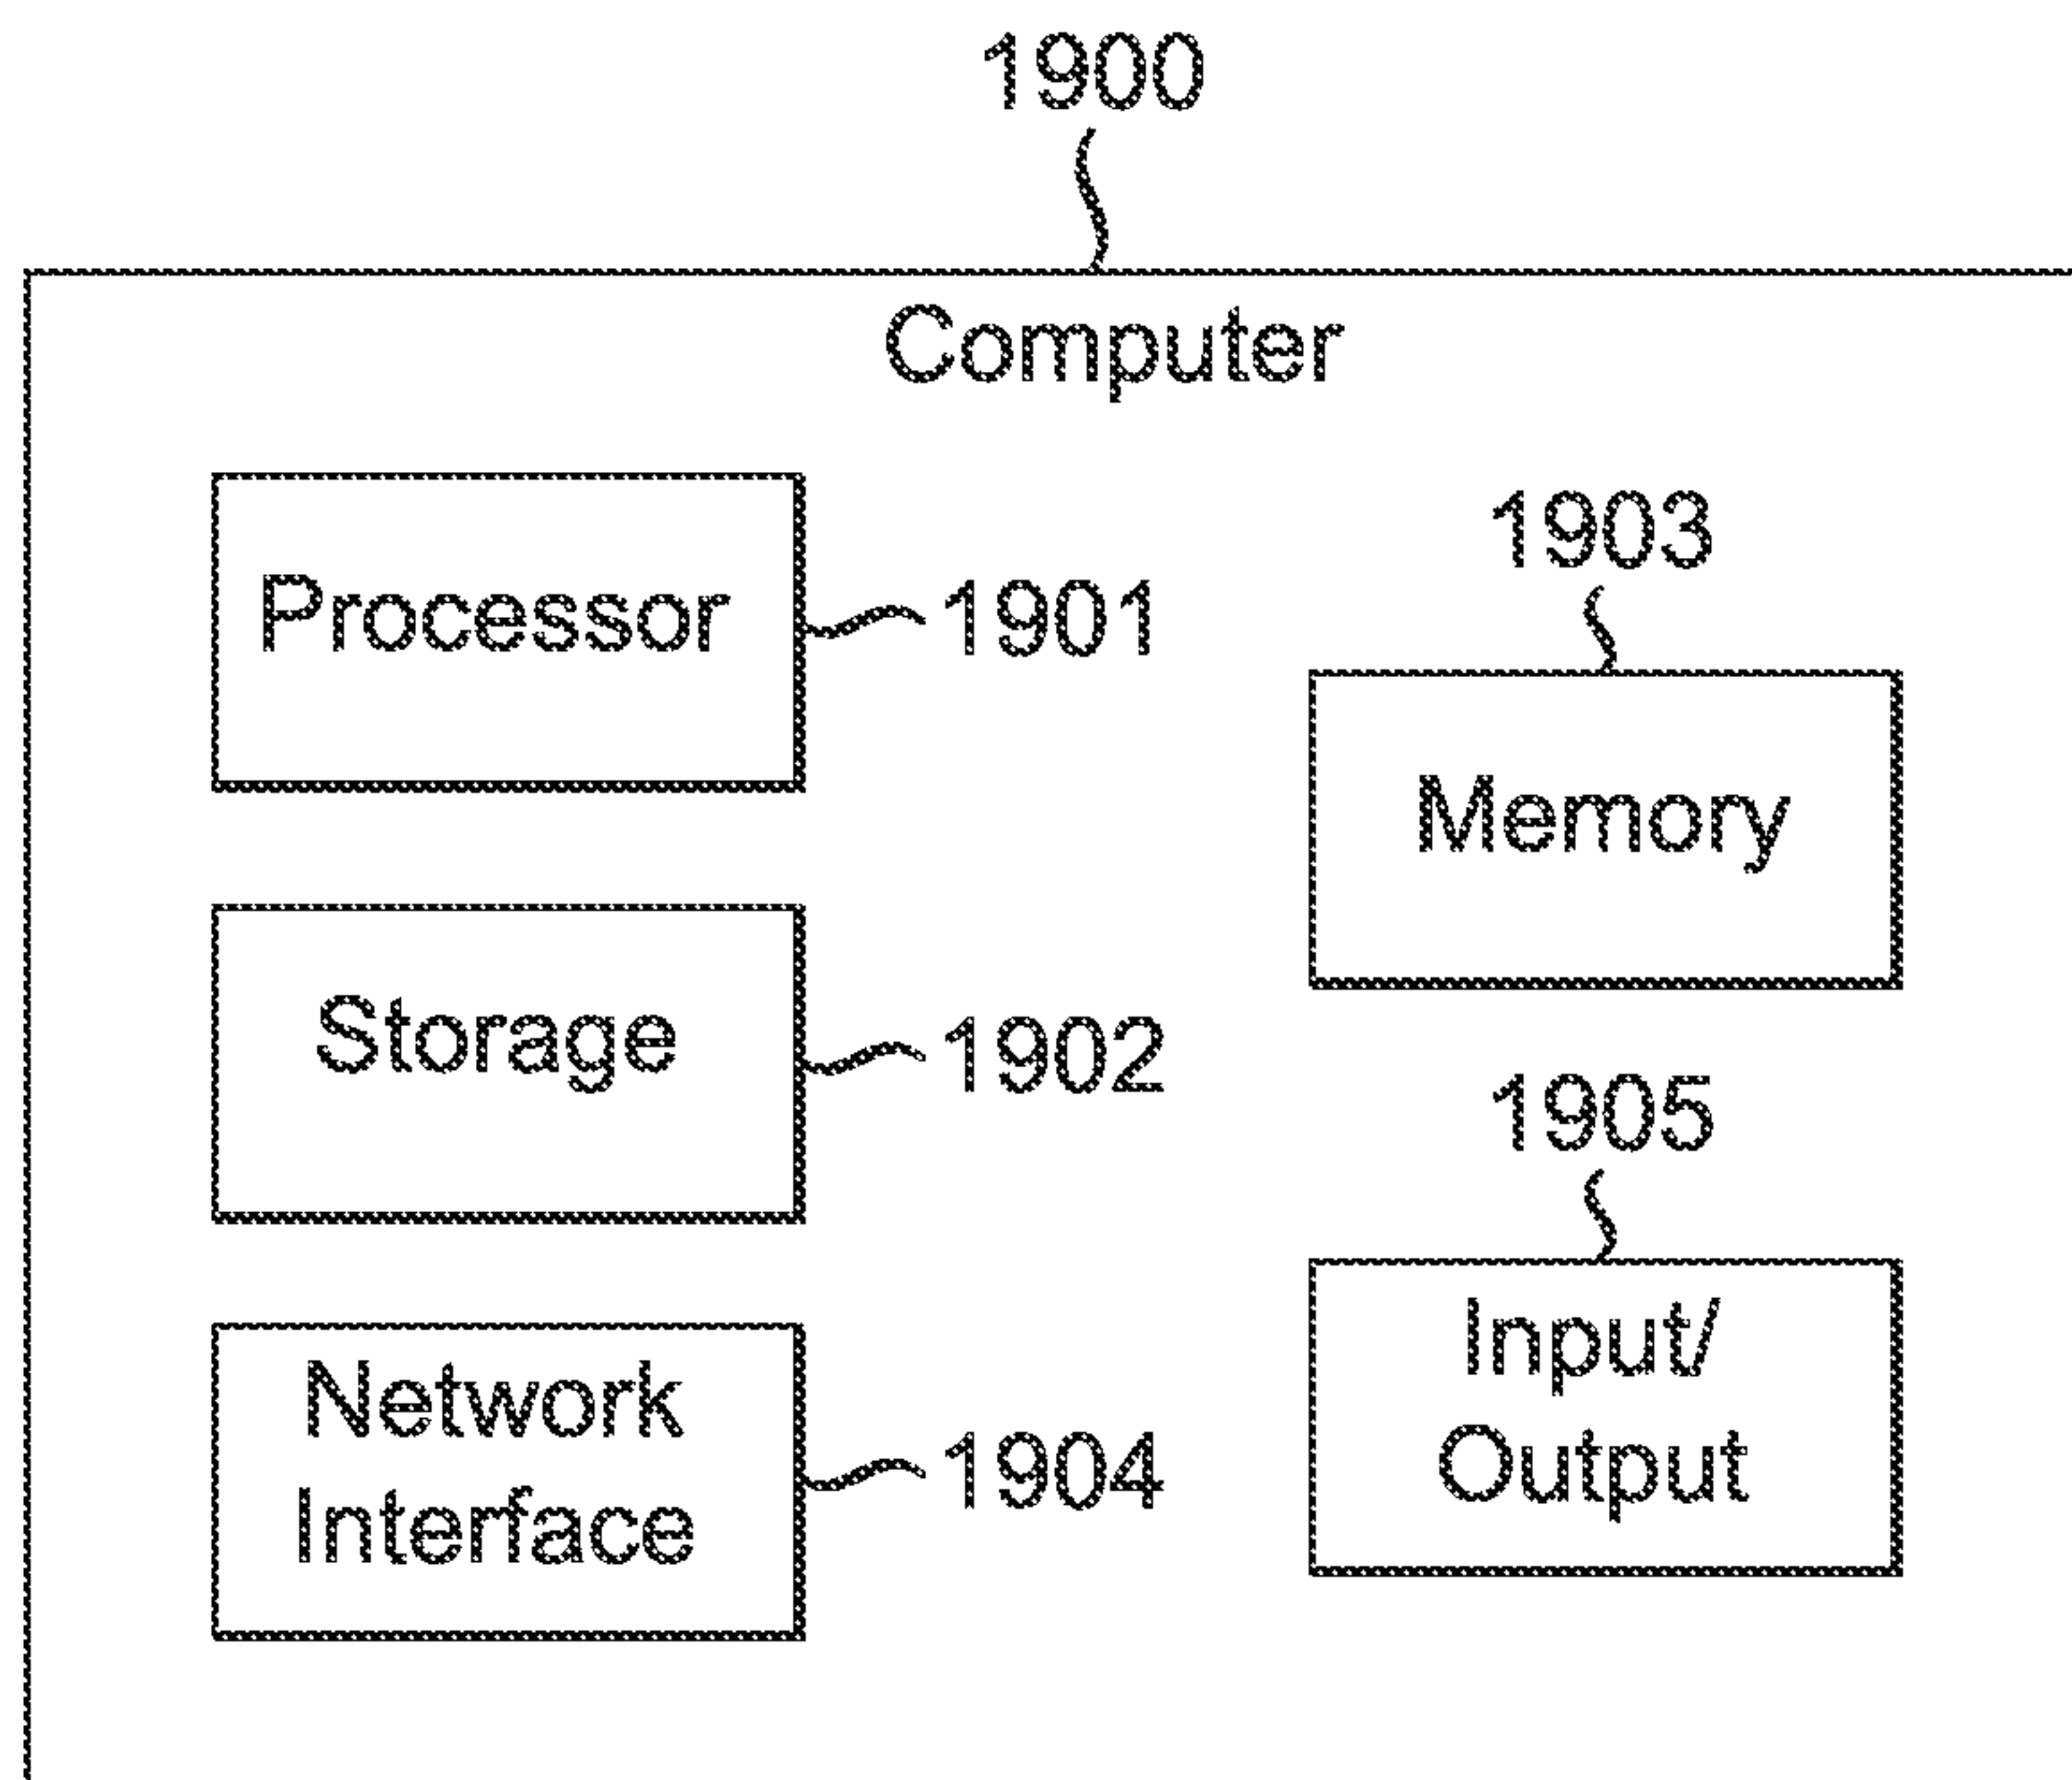 1900
Computer
Processor
1901
1903
Memory
Storage
1902
1905
Input/
Output
Network
Interface
1904